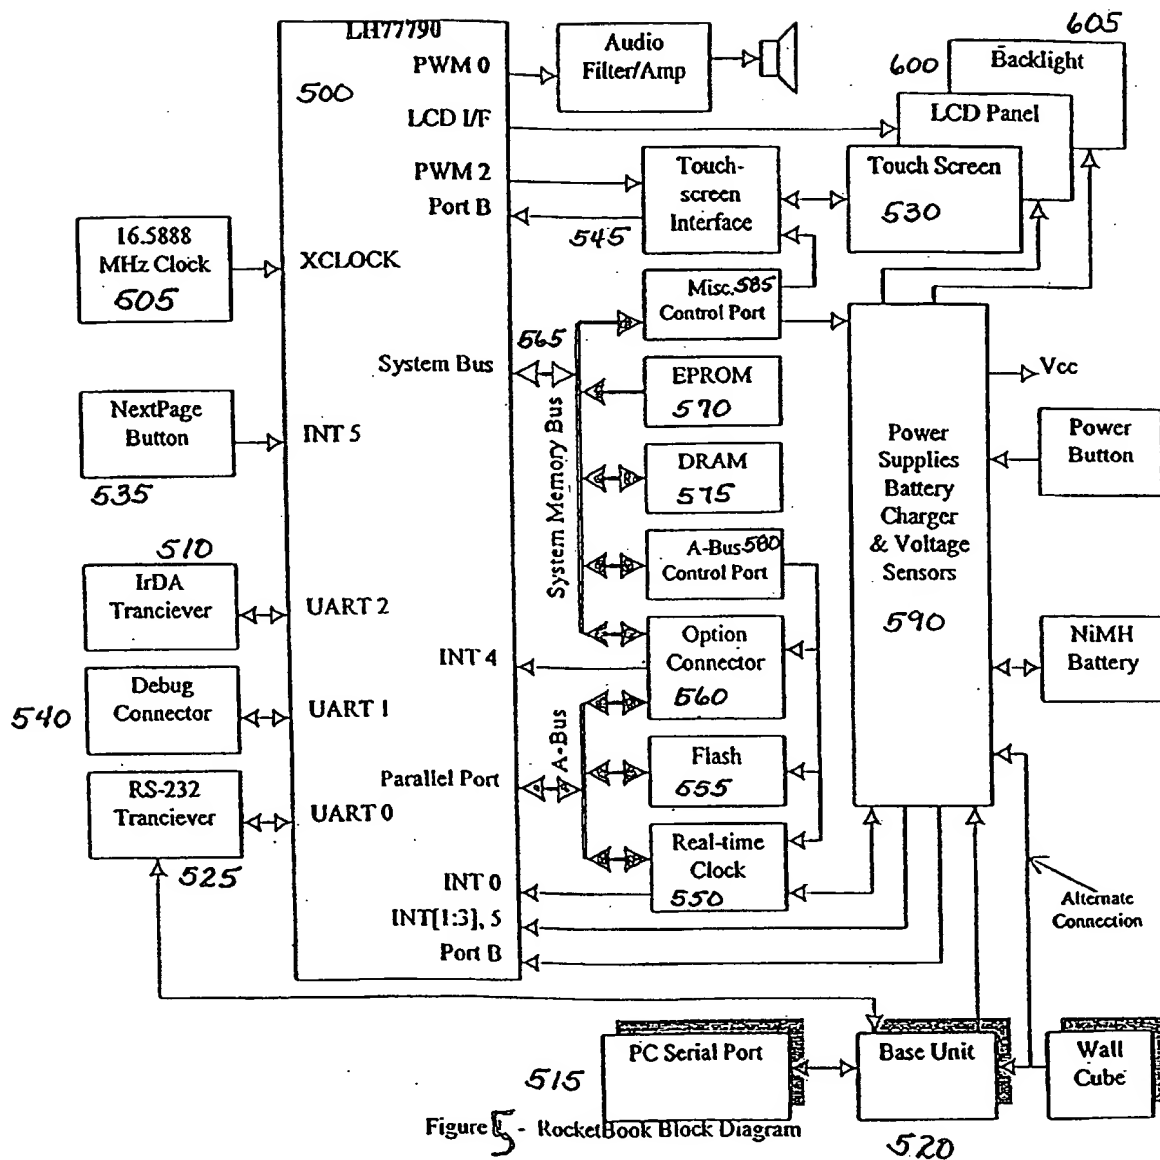 LH77790
500
PWM 0
LCD I/F
PWM 2
Port B
XCLOCK
System Bus
INT 5
UART 2
INT 4
UART 1
Parallel Port
UART 0
INT 0
INT[1:3], 5
Port B
Audio
Filter/Amp
605
600
Backlight
LCD Panel
Touch Screen
530
Touch-
screen
Interface
545
16.5888
MHz Clock
605
Misc. 585
Control Port
565
EPROM
570
Vcc
NextPage
Button
535
DRAM
575
System Memory Bus
Power
Supplies
Battery
Charger
& Voltage
Sensors
590
Power
Button
510
IrDA
Tranciever
A-Bus 580
Control Port
Option
Connector
560
NiMH
Battery
540
Debug
Connector
A-Bus
Flash
555
RS-232
Tranciever
525
Real-time
Clock
550
Alternate
Connection
PC Serial Port
515
Base Unit
520
Wall
Cube
Figure 5 - RocketBook Block Diagram